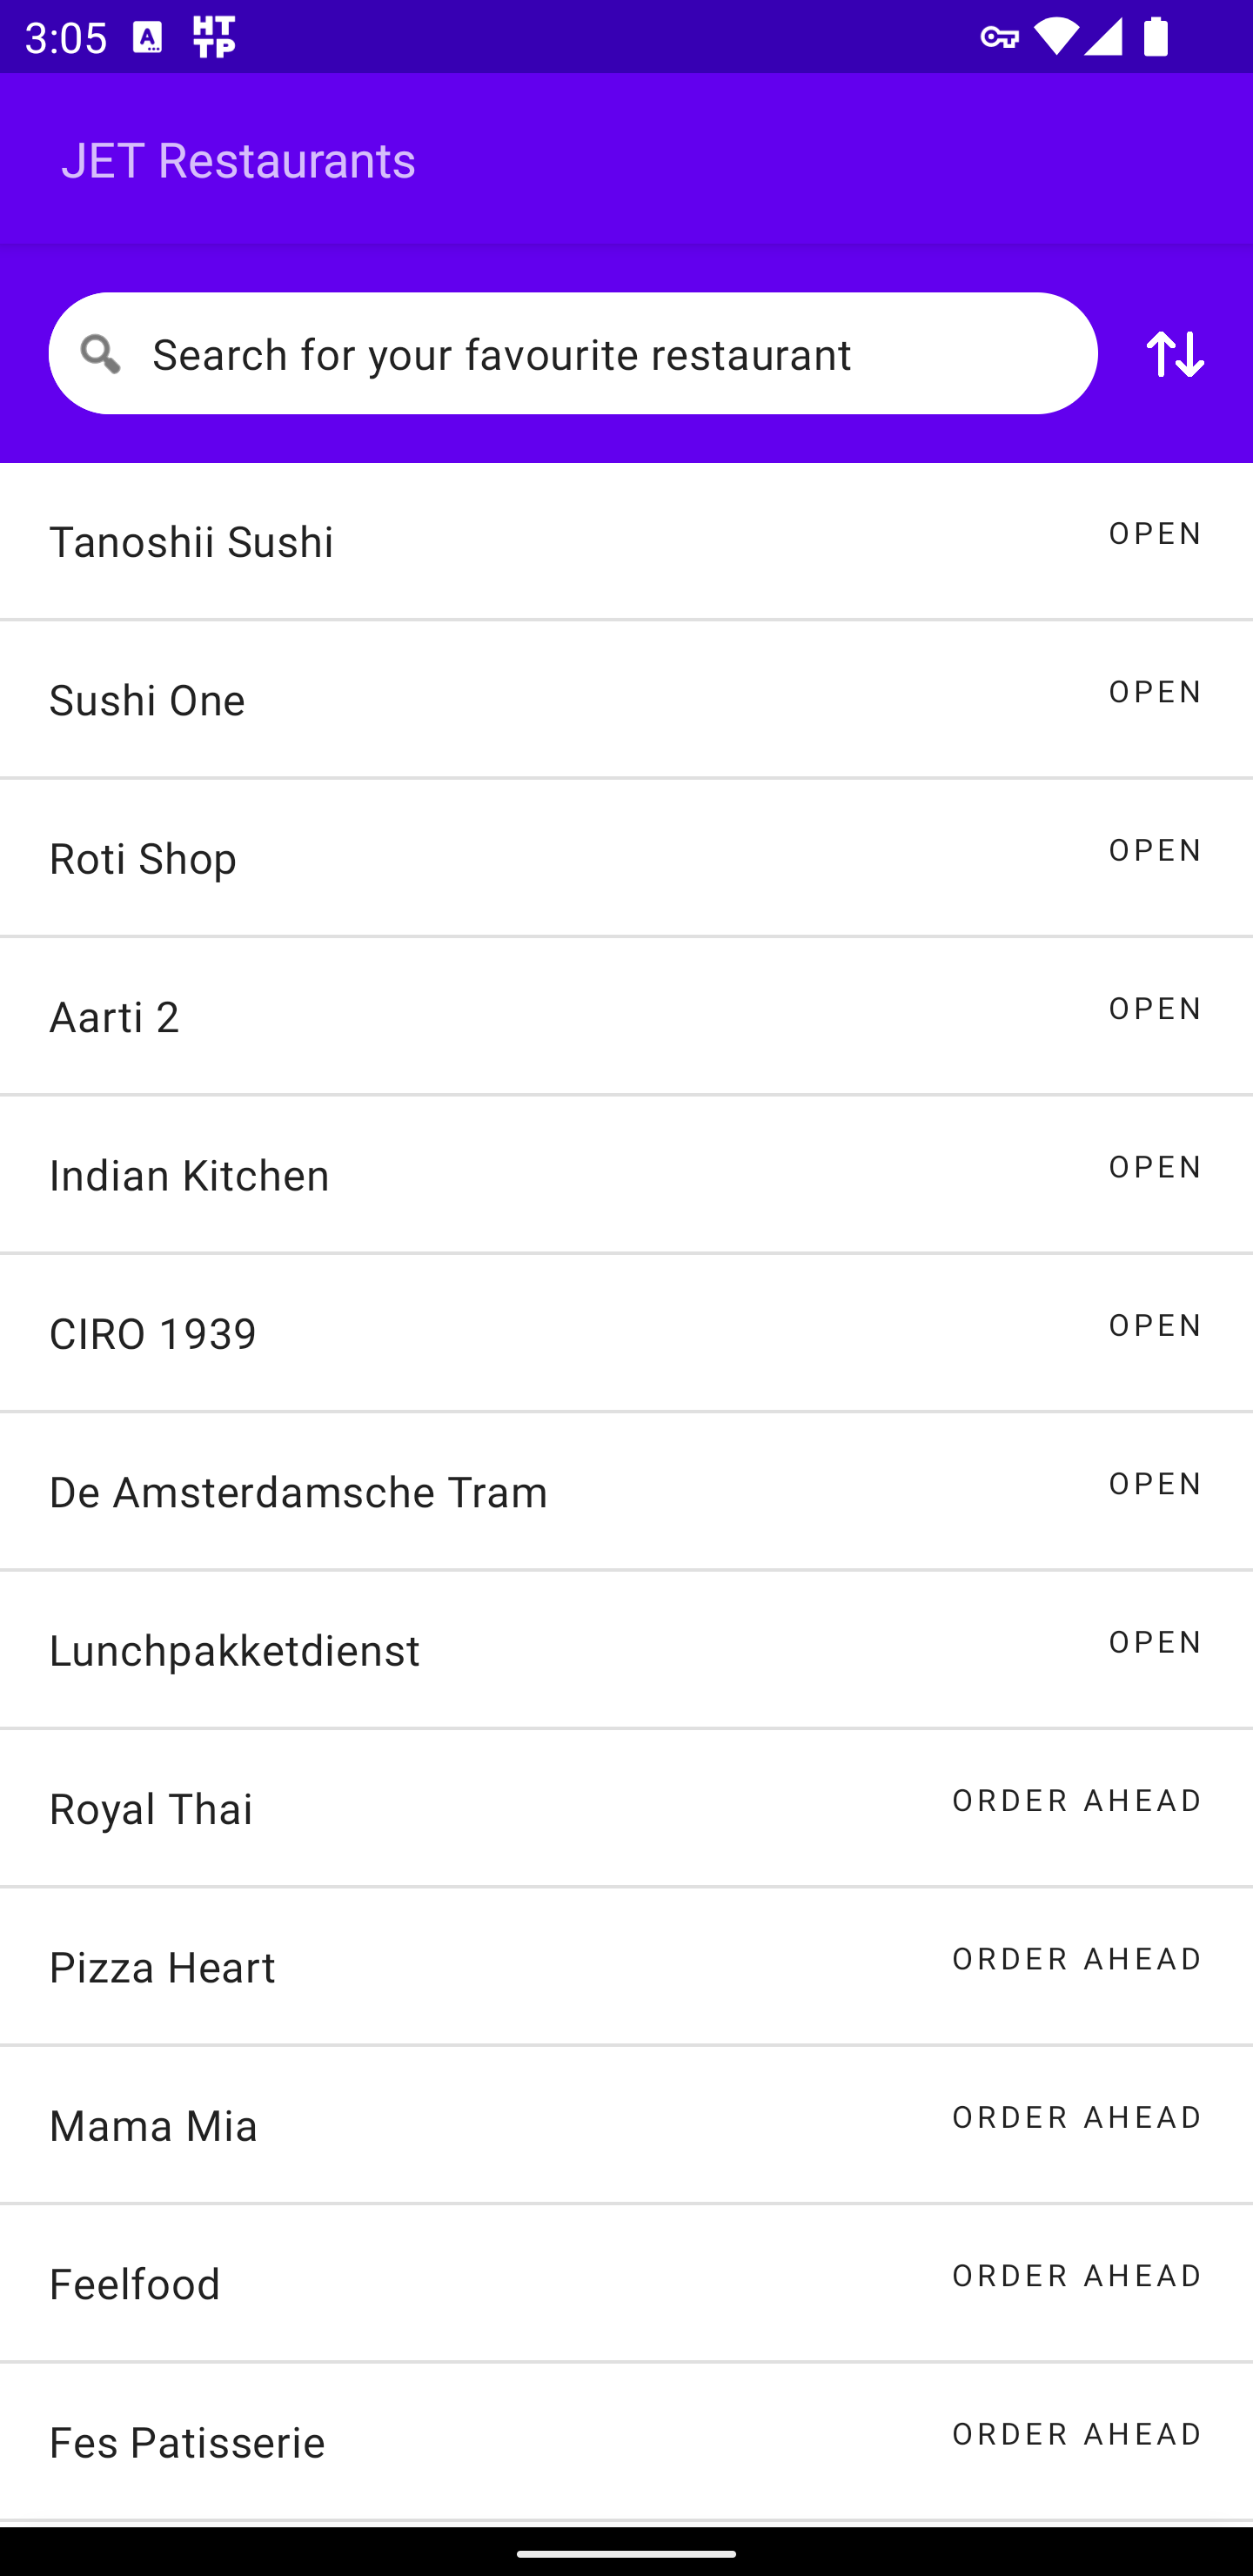 3:05 A HT
TP
JET Restaurants
Search for your favourite restaurant
Tanoshii Sushi OPEN
Sushi One OPEN
Roti Shop OPEN
Aarti 2 OPEN
Indian Kitchen OPEN
CIRO 1939 OPEN
De Amsterdamsche Tram OPEN
Lunchpakketdienst OPEN
Royal Thai ORDER AHEAD
Pizza Heart ORDER AHEAD
Mama Mia ORDER AHEAD
Feelfood ORDER AHEAD
Fes Patisserie ORDER AHEAD